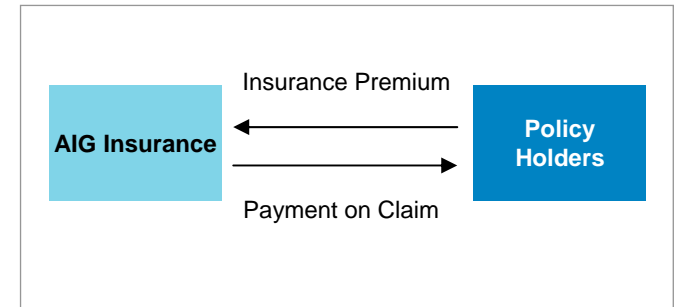 Insurance Premium
AIG Insurance
Policy
Holders
Payment on Claim